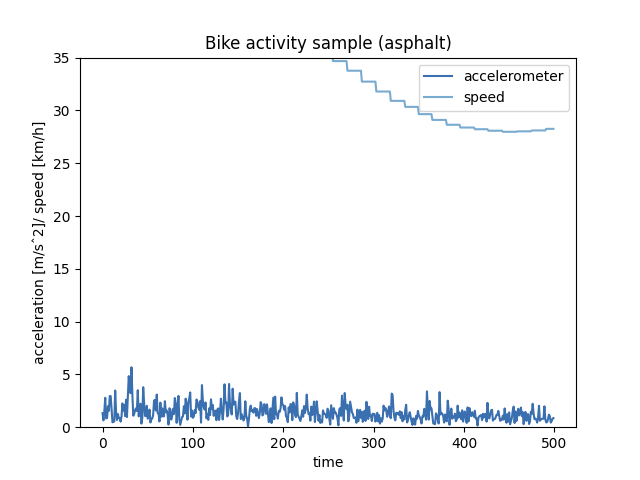 Bike activity sample (asphalt)
accelerometer
speed
35
30
25
20
15
10
5
0
acceleration [m/sˆ2]/ speed [km/h]
0 100 200 300 400 500
time